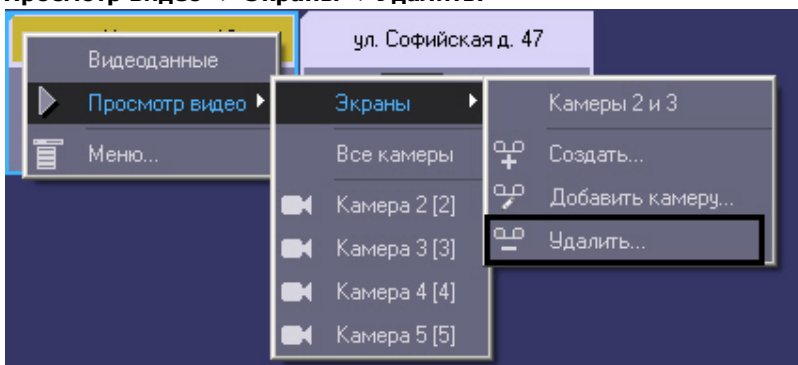 Просмотр видео → Экраны → Удалить.
ул. Софийская д. 47
Видеоданные
Просмотр видео
Меню...
Экраны
Все камеры
Камера 2 [2]
Камера 3 [3]
Камера 4 [4]
Камера 5 [5]
Камеры 2 и 3
Создать...
Добавить камеру...
Удалить...